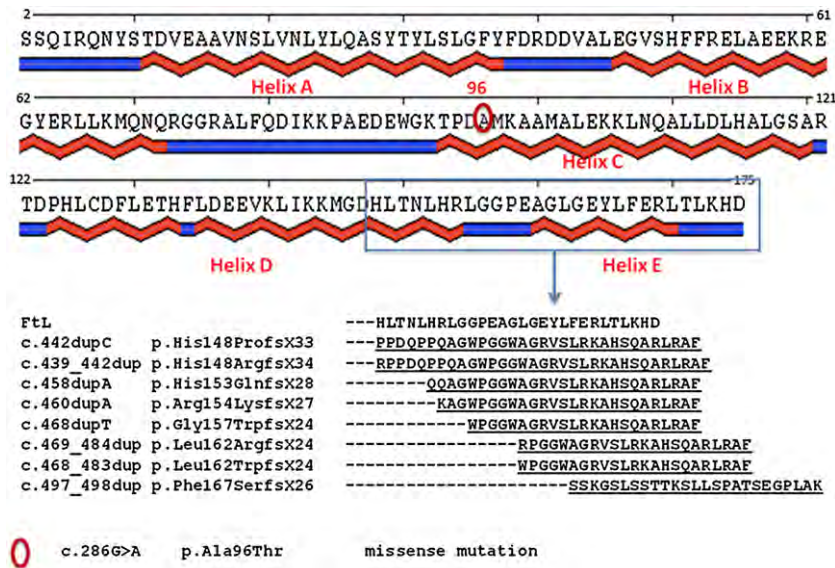 2 61
SSQIRQNYSTDVEAAVNSLVNLYLQASYTYLSLGFYFDRDDVALEGVSHFFRELAEEKRE
Helix A 96 Helix B
62 121
GYERLLKMQNQRGGRALFQDIKKPAEDEWGKTPDAMKAAMALEKKLNQALLDLHALGSAR
Helix C
122 175
TDPHLCDFLETHFLDEEVKLIKKMGDHLTNLHRLGGPEAGLGEYLFERLTLKHD
Helix D Helix E
FtL ---HLTNLHRLGGPEAGLGEYLFERLTLKHD
c.442dupC p.His148ProfsX33 ---PPDQPPQAGWPGGWAGRVSLRKAHSQARLRAF
c.439_442dup p.His148ArgfsX34 ---RPPDQPPQAGWPGGWAGRVSLRKAHSQARLRAF
c.458dupA p.His153GlnfsX28 --------QQAGWPGGWAGRVSLRKAHSQARLRAF
c.460dupA p.Arg154LysfsX27 ---------KAGWPGGWAGRVSLRKAHSQARLRAF
c.468dupT p.Gly157TrpfsX24 ------------WPGGWAGRVSLRKAHSQARLRAF
c.469_484dup p.Leu162ArgfsX24 -----------------RPGGWAGRVSLRKAHSQARLRAF
c.468_483dup p.Leu162TrpfsX24 -----------------WPGGWAGRVSLRKAHSQARLRAF
c.497_498dup p.Phe167SerfsX26 ----------------------SSKGSLSSTTKSLLSPATSEGPLAK
c.286G>A p.Ala96Thr missense mutation